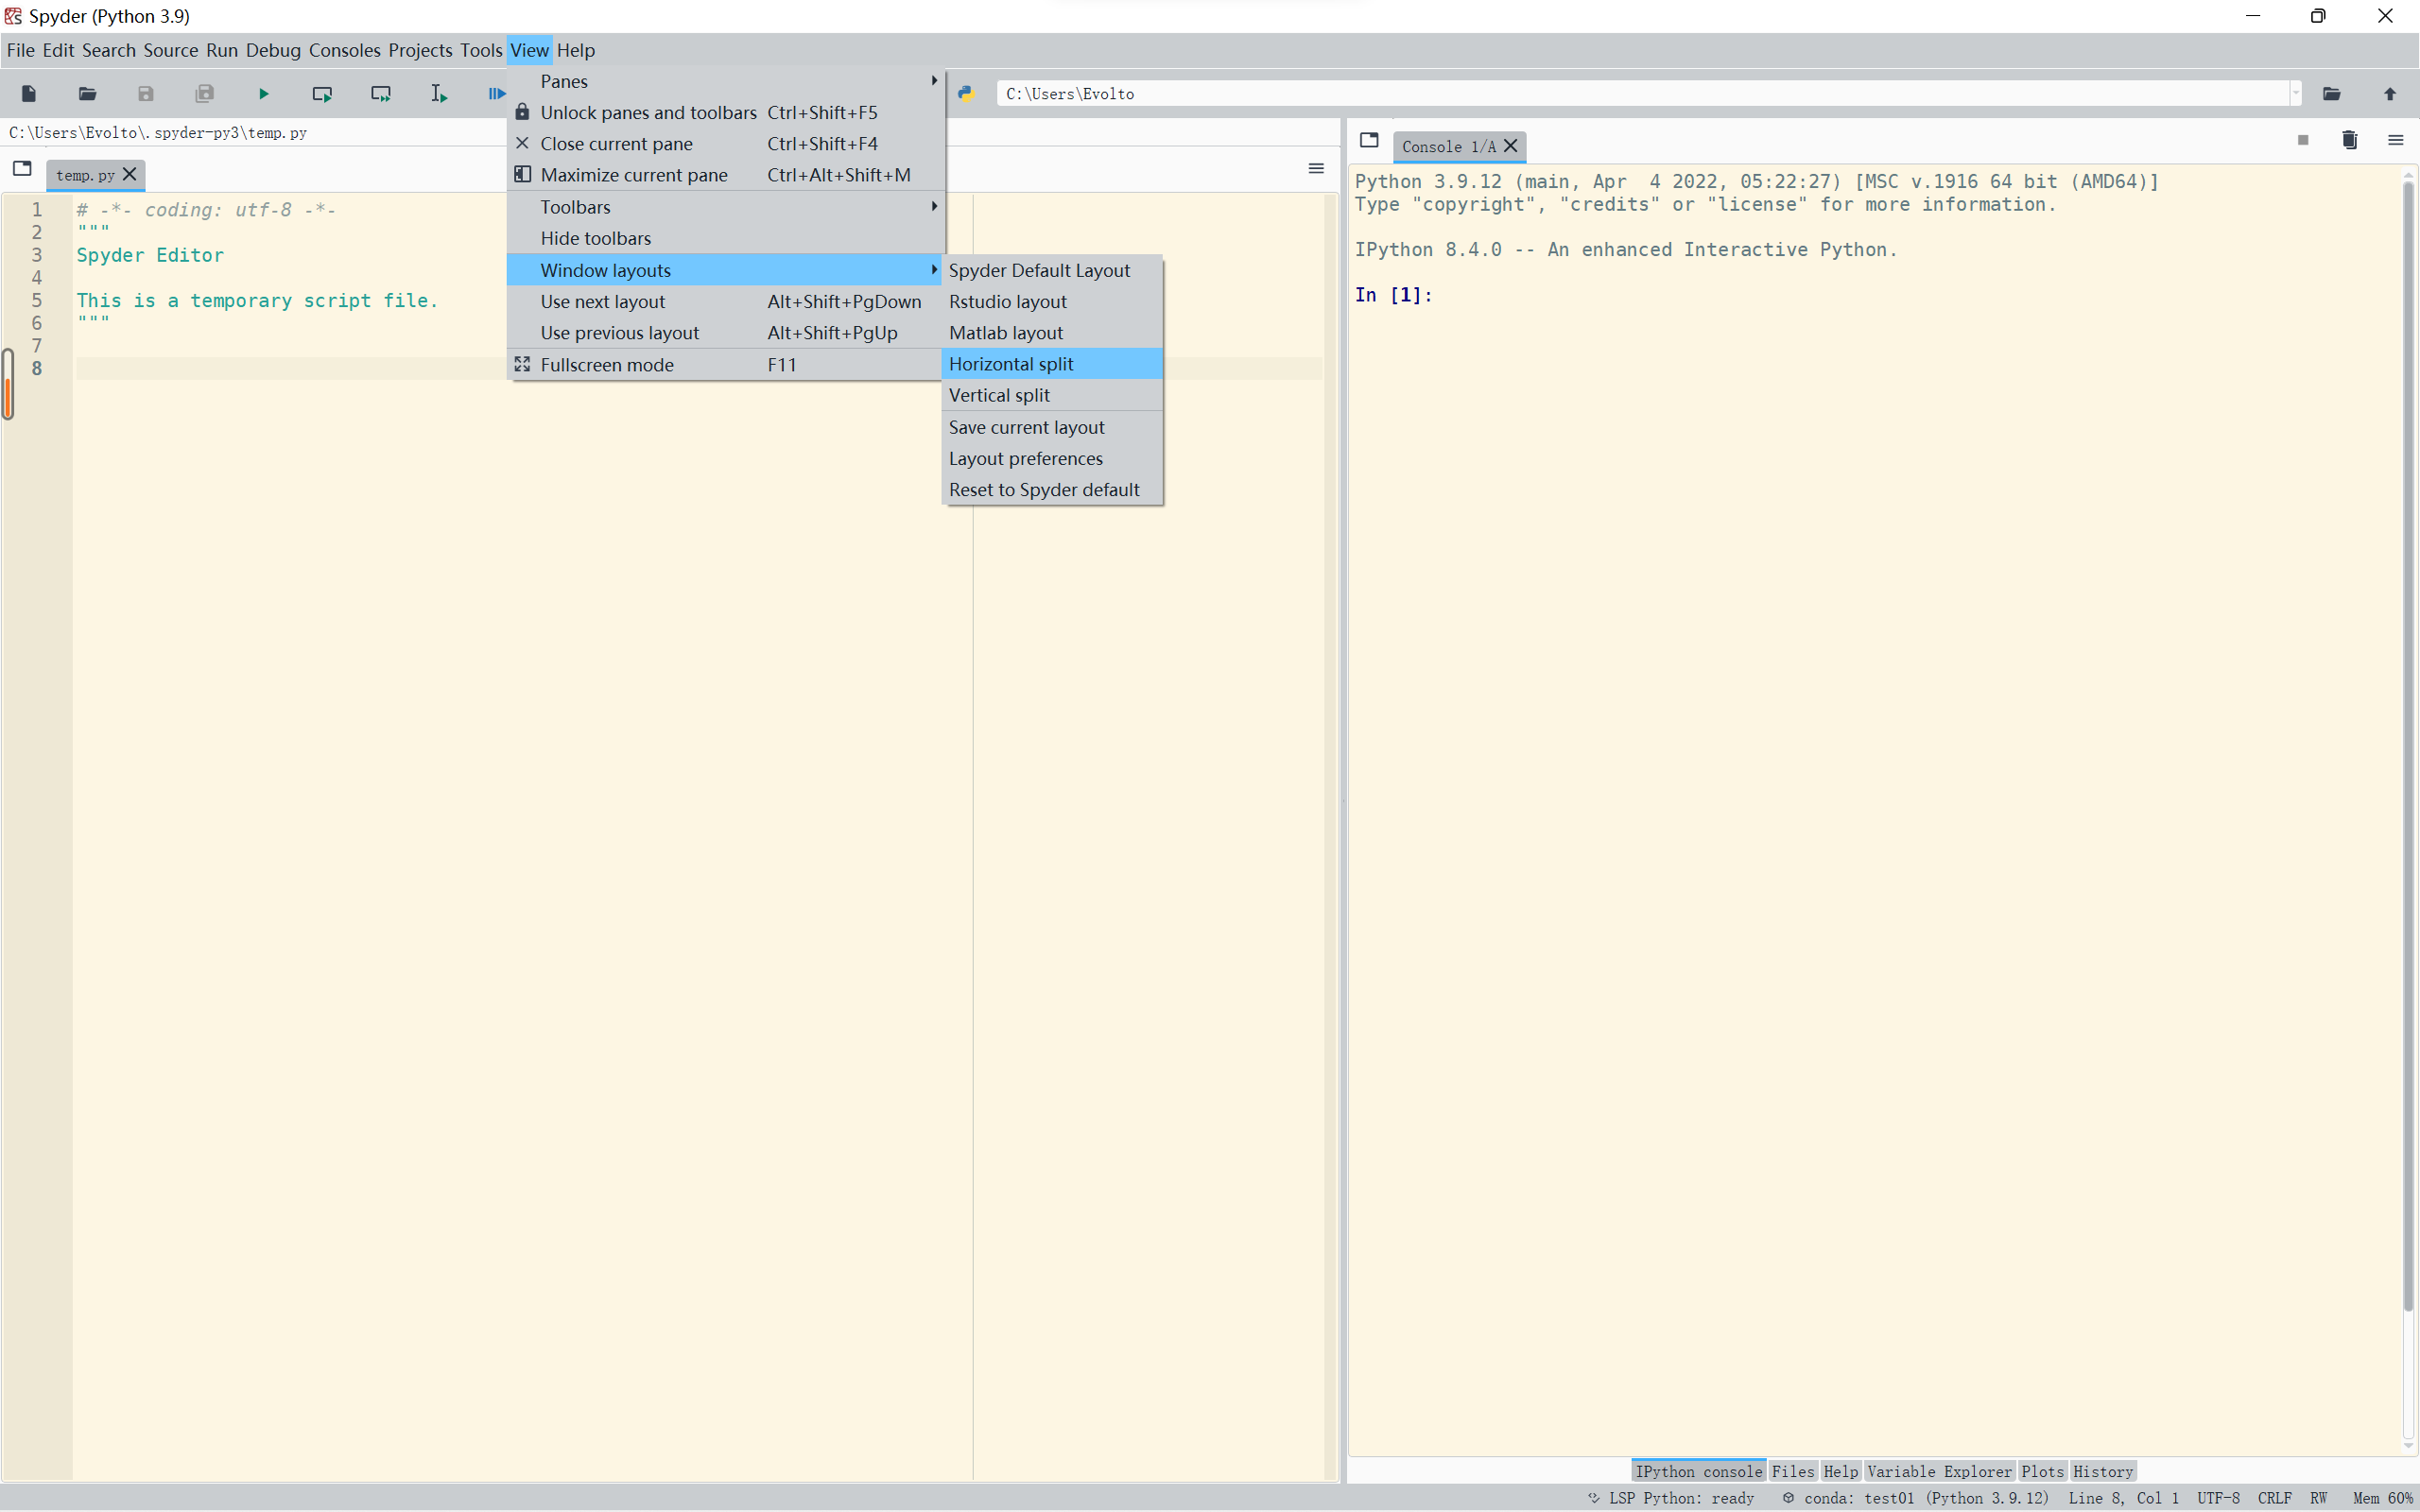 Spyder (Python 3.9)
File Edit Search Source Run Debug Consoles Projects Tools View Help
C:\Users\Evolto
C:\Users\Evolto\.spyder-py3\temp.py
temp.py
1 # -*- coding: utf-8 -*-
2 """
3 Spyder Editor
4
5 This is a temporary script file.
6 """
7
8
Panes
Unlock panes and toolbars Ctrl+Shift+F5
Close current pane Ctrl+Shift+F4
Maximize current pane Ctrl+Alt+Shift+M
Toolbars
Hide toolbars
Window layouts
Use next layout Alt+Shift+PgDown
Use previous layout Alt+Shift+PgUp
Fullscreen mode F11
Spyder Default Layout
Rstudio layout
Matlab layout
Horizontal split
Vertical split
Save current layout
Layout preferences
Reset to Spyder default
Console 1/A
Python 3.9.12 (main, Apr  4 2022, 05:22:27) [MSC v.1916 64 bit (AMD64)]
Type "copyright", "credits" or "license" for more information.
IPython 8.4.0 -- An enhanced Interactive Python.
In [1]:
IPython console Files Help Variable Explorer Plots History
LSP Python: ready conda: test01 (Python 3.9.12) Line 8, Col 1 UTF-8 CRLF RW Mem 60%